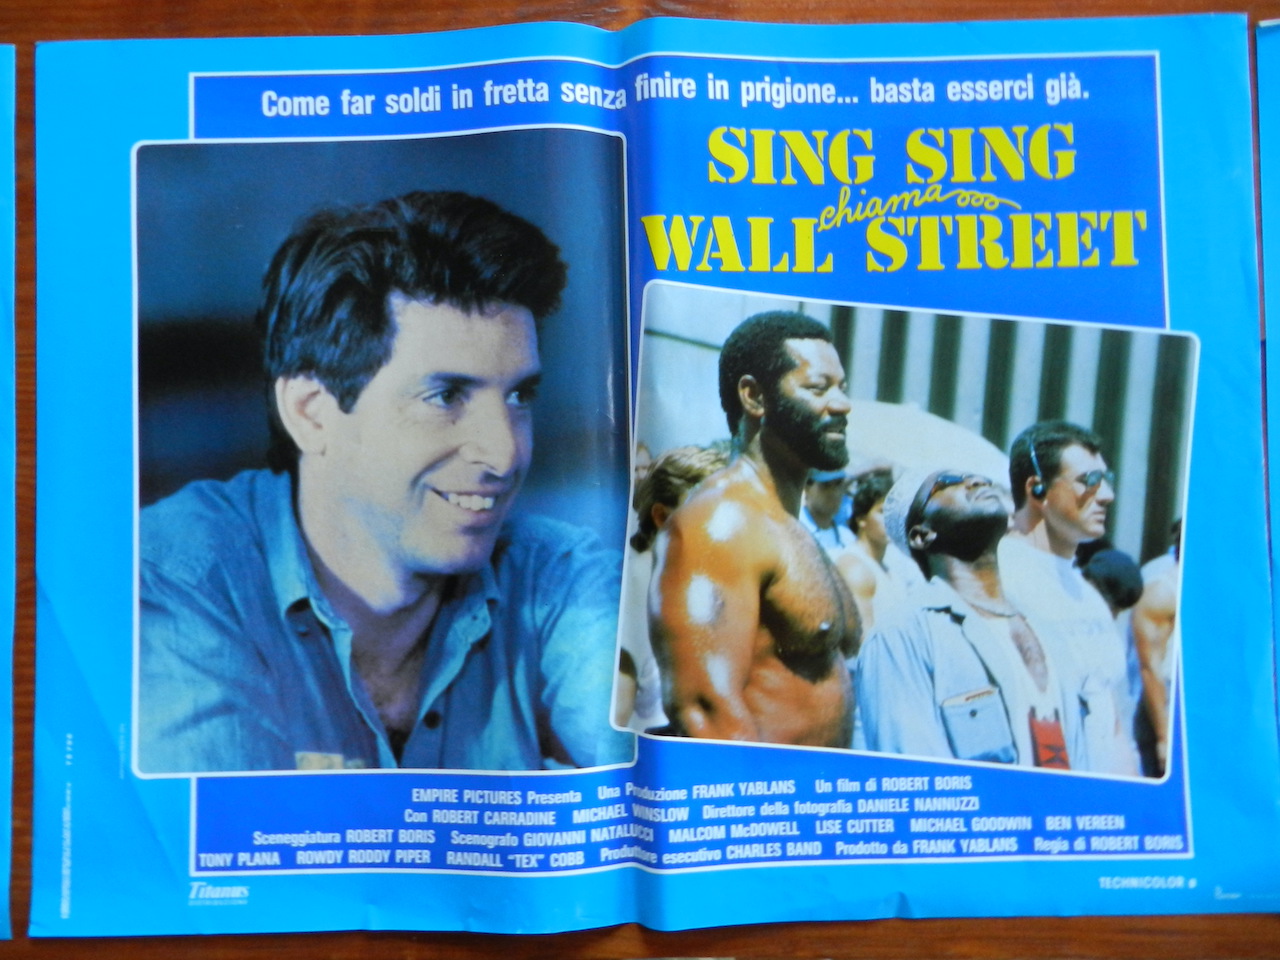 Come far soldi in fretta senza finire in prigione... basta esserci già.
SING SING
chiama
WALL STREET
EMPIRE PICTURES Presenta Una Produzione FRANK YABLANS Un film di ROBERT BORIS
Con ROBERT CARRADINE MICHAEL WINSLOW Direttore della fotografia DANIELE NANNUZZI
Sceneggiatura ROBERT BORIS Scenografo GIOVANNI NATALUCCI MALCOM McDOWELL LISE CUTTER MICHAEL GOODWIN BEN VEREEN
TONY PLANA ROWDY RODDY PIPER RANDALL "TEX" COBB Produttore esecutivo CHARLES BAND Prodotto da FRANK YABLANS Regia di ROBERT BORIS
Titanus
DISTRIBUZIONE
TECHNICOLOR